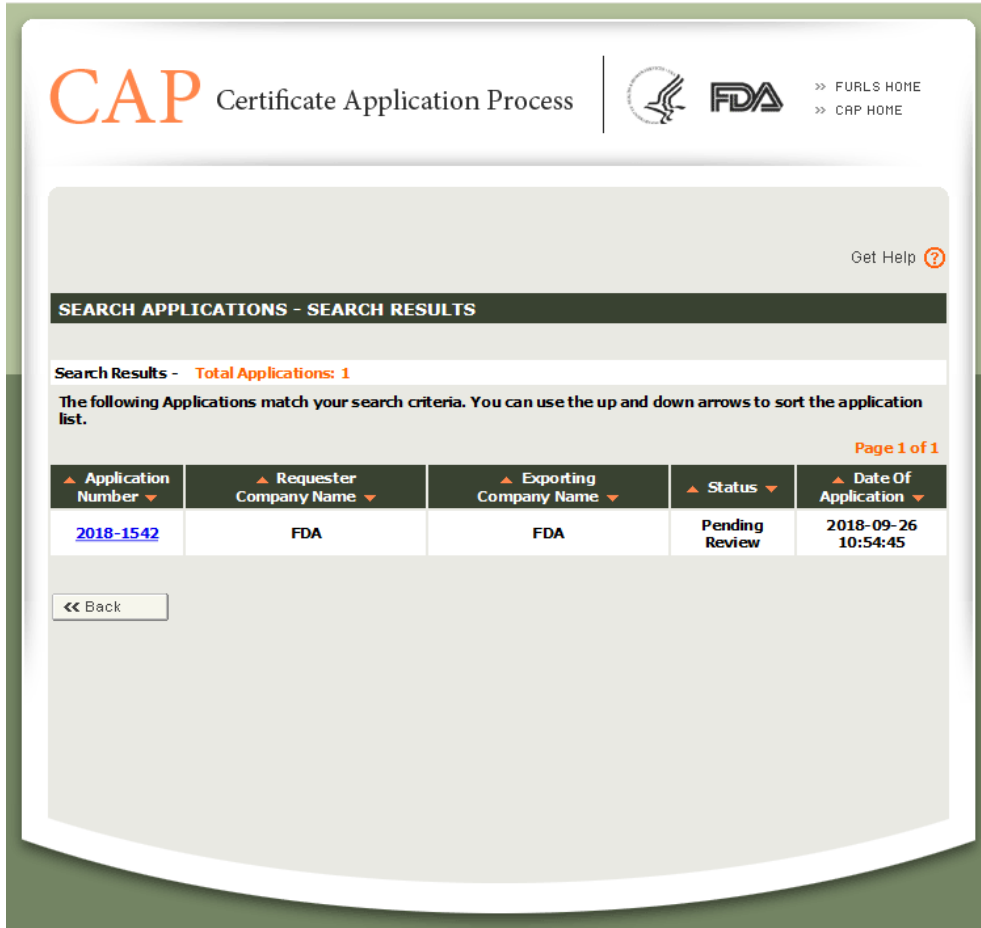 CAP Certificate Application Process
FDA
>> FURLS HOME
>> CAP HOME
Get Help ?
SEARCH APPLICATIONS - SEARCH RESULTS
Search Results - Total Applications: 1
The following Applications match your search criteria. You can use the up and down arrows to sort the application
list.
Page 1 of 1
▲ Application Number ▼
▲ Requester Company Name ▼
▲ Exporting Company Name ▼
▲ Status ▼
▲ Date Of Application ▼
2018-1542
FDA
FDA
Pending Review
2018-09-26 10:54:45
<< Back